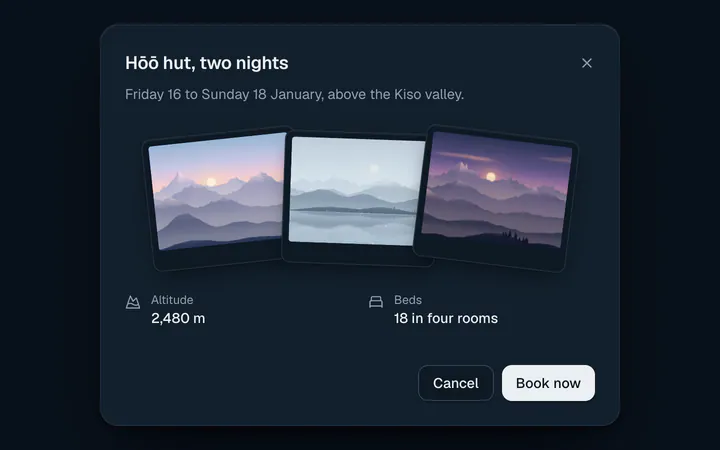 Hōō hut, two nights
Friday 16 to Sunday 18 January, above the Kiso valley.
Altitude
2,480 m
Beds
18 in four rooms
Cancel
Book now